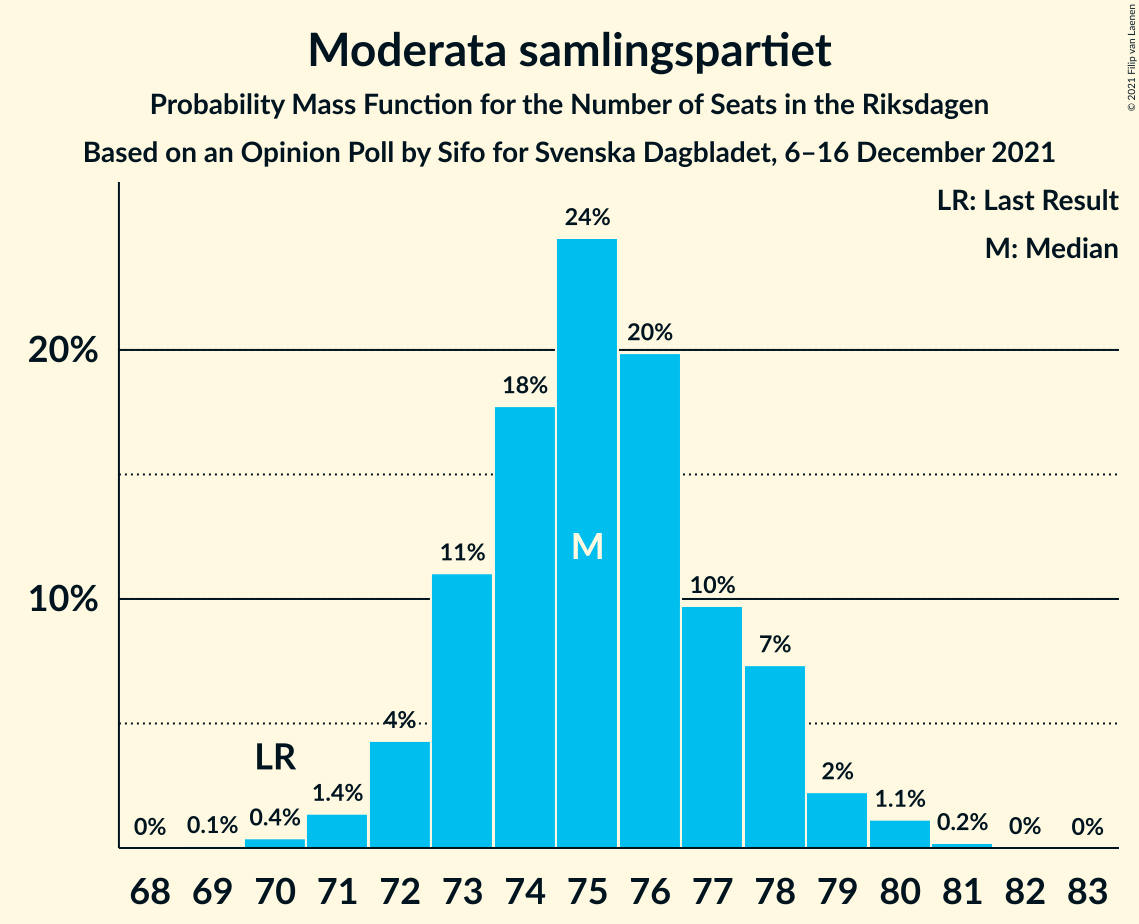 Moderata samlingspartiet
Probability Mass Function for the Number of Seats in the Riksdagen
Based on an Opinion Poll by Sifo for Svenska Dagbladet, 6–16 December 2021
© 2021 Filip van Laenen
LR: Last Result
M: Median
20%
10%
0%
0.1%
0.4%
1.4%
4%
11%
18%
24%
20%
10%
7%
2%
1.1%
0.2%
0%
0%
LR
M
68 69 70 71 72 73 74 75 76 77 78 79 80 81 82 83